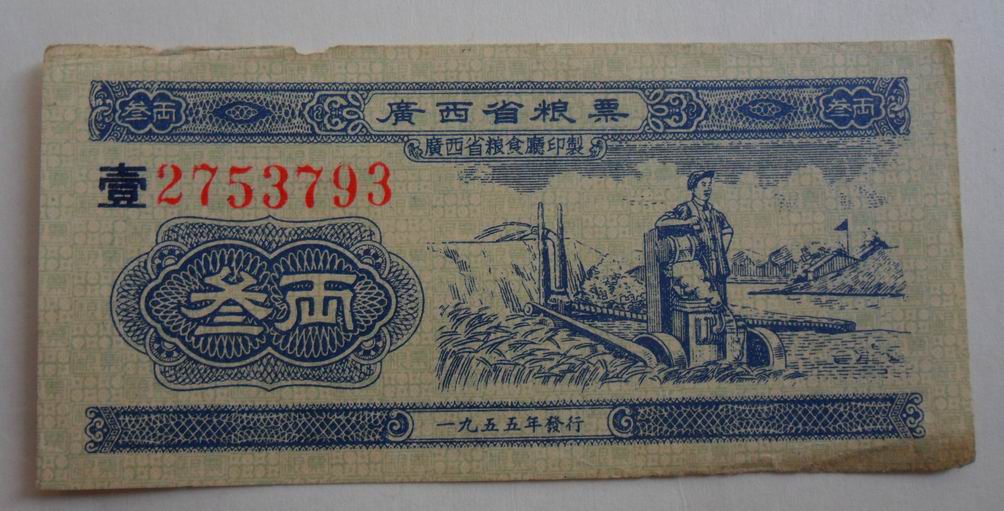 叁両 廣西省粮票 叁両
廣西省粮食廳印製
壹2753793
叁両
一九五五年發行